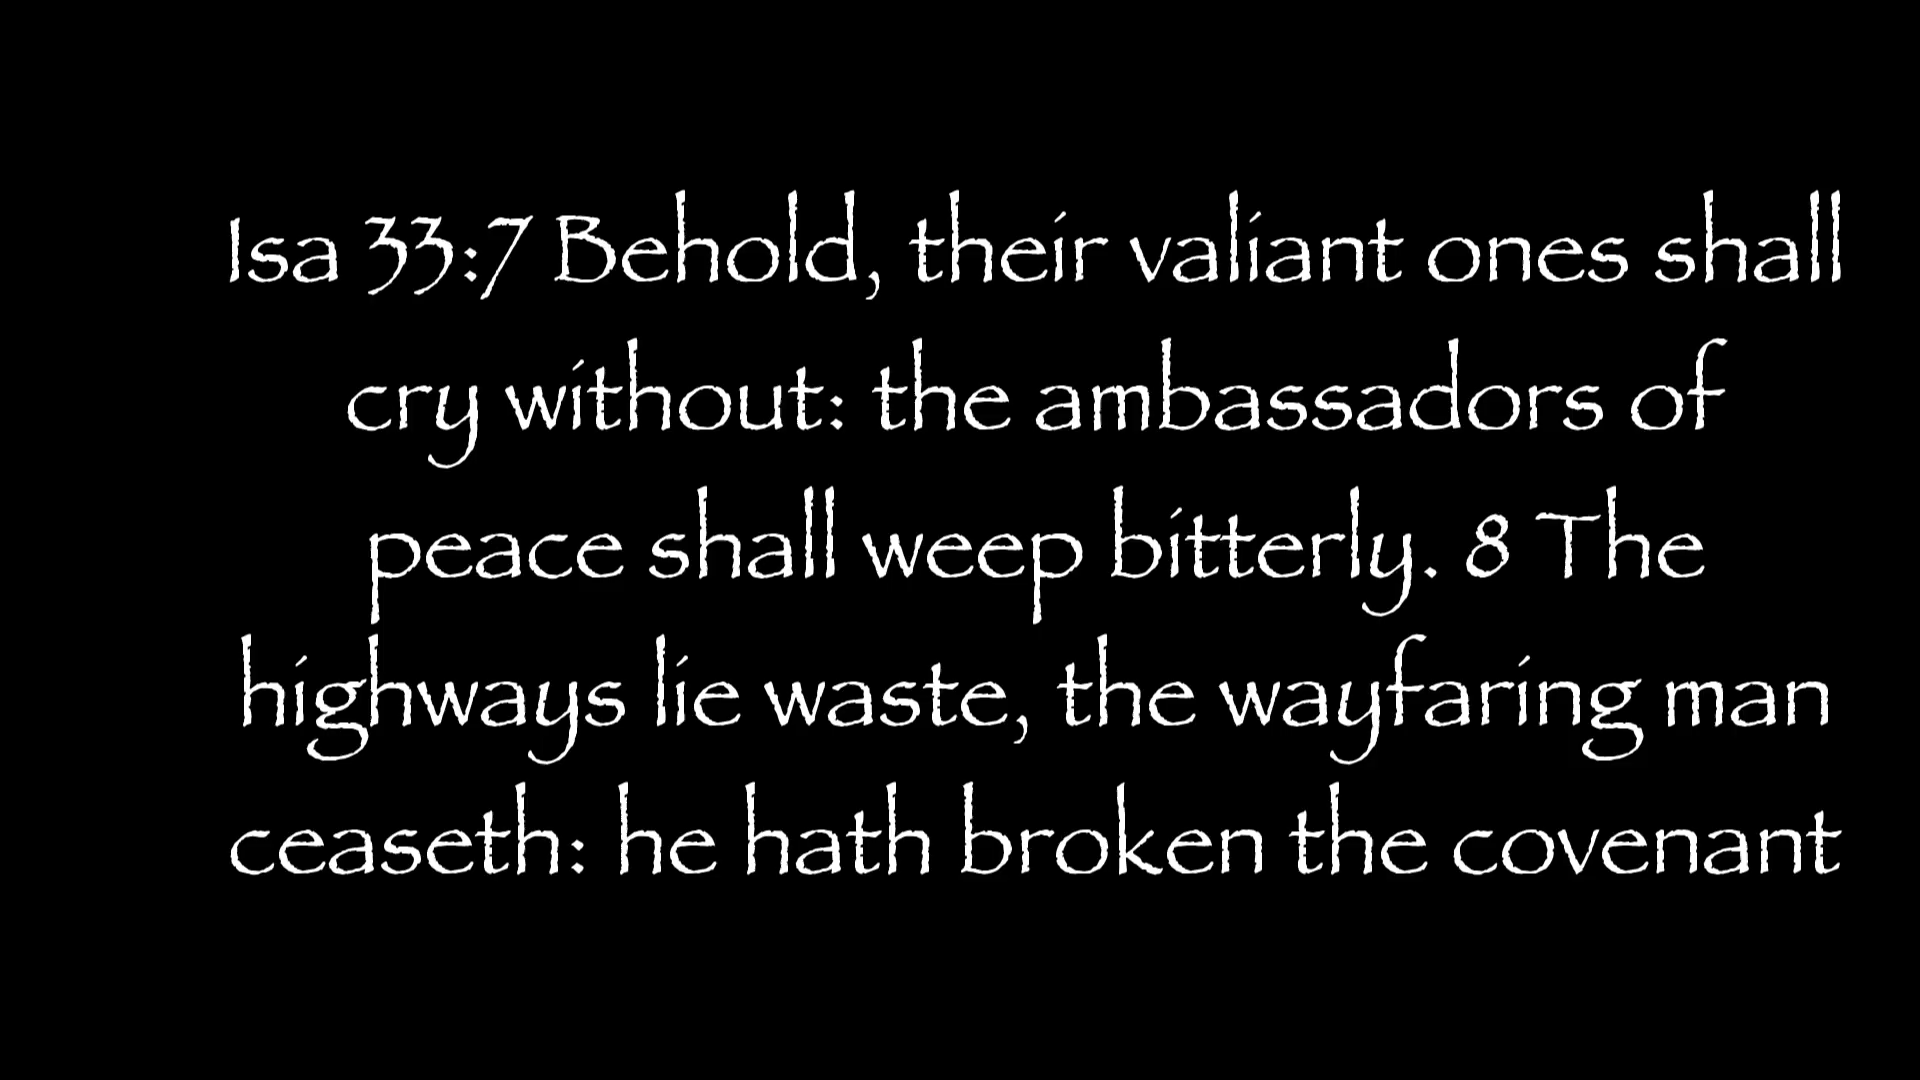 Isa 33:7 Behold, their valiant ones shall
cry without: the ambassadors of
peace shall weep bitterly. 8 The
highways lie waste, the wayfaring man
ceaseth: he hath broken the covenant